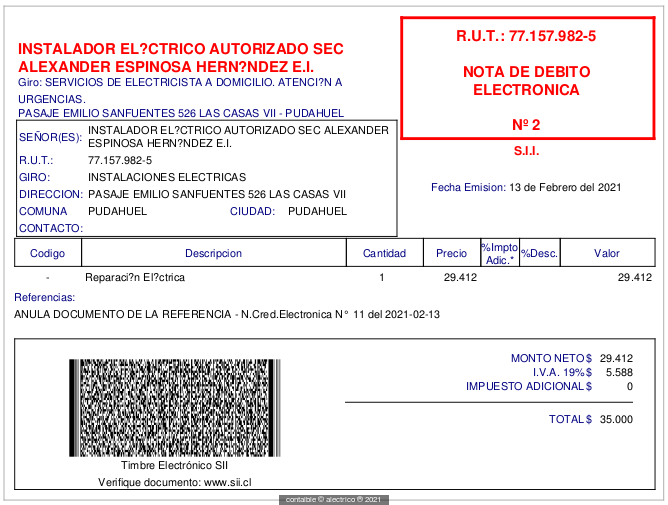 INSTALADOR EL?CTRICO AUTORIZADO SEC
ALEXANDER ESPINOSA HERN?NDEZ E.I.
Giro: SERVICIOS DE ELECTRICISTA A DOMICILIO. ATENCI?N A
URGENCIAS.
PASAJE EMILIO SANFUENTES 526 LAS CASAS VII - PUDAHUEL
R.U.T.: 77.157.982-5
NOTA DE DEBITO
ELECTRONICA
Nº 2
S.I.I.
Fecha Emision: 13 de Febrero del 2021
SEÑOR(ES): INSTALADOR EL?CTRICO AUTORIZADO SEC ALEXANDER
ESPINOSA HERN?NDEZ E.I.
R.U.T.: 77.157.982-5
GIRO: INSTALACIONES ELECTRICAS
DIRECCION: PASAJE EMILIO SANFUENTES 526 LAS CASAS VII
COMUNA PUDAHUEL CIUDAD: PUDAHUEL
CONTACTO:
Codigo Descripcion Cantidad Precio %Impto Adic.* %Desc. Valor
- Reparaci?n El?ctrica 1 29.412 29.412
Referencias:
ANULA DOCUMENTO DE LA REFERENCIA - N.Cred.Electronica N° 11 del 2021-02-13
MONTO NETO $ 29.412
I.V.A. 19% $ 5.588
IMPUESTO ADICIONAL $ 0
TOTAL $ 35.000
Timbre Electrónico SII
Verifique documento: www.sii.cl
contaible © alectrico ® 2021